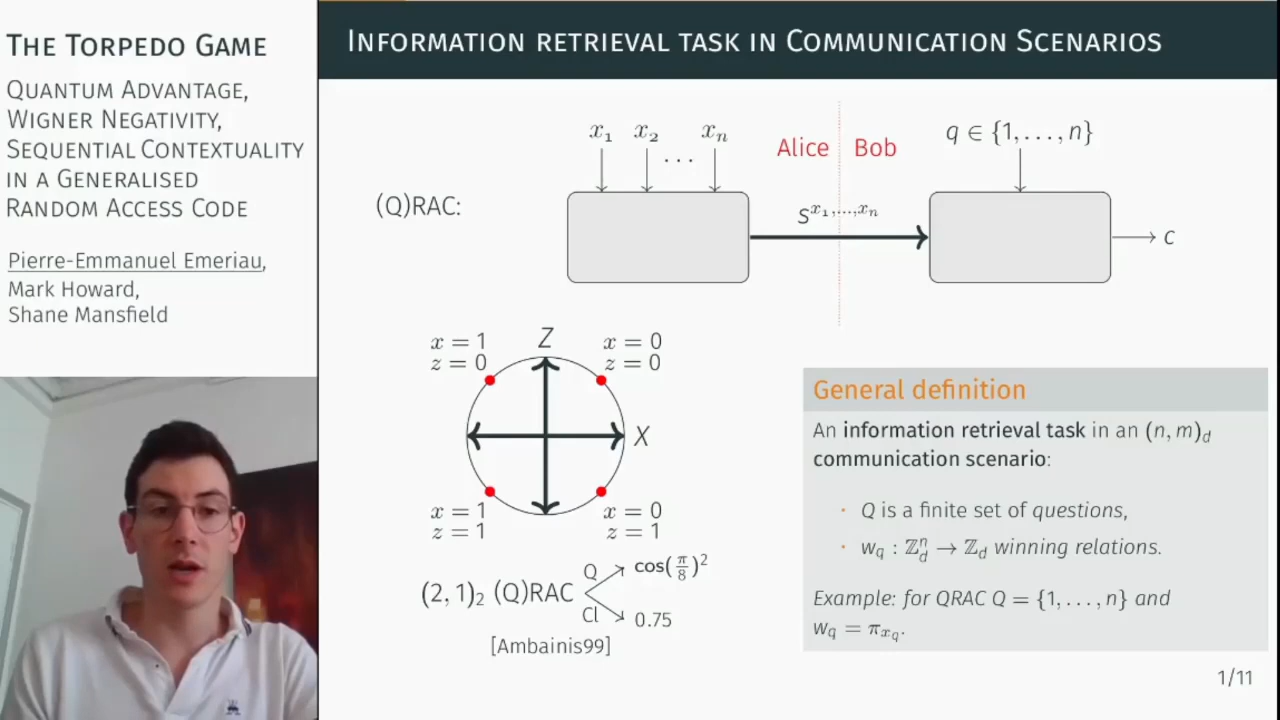 THE TORPEDO GAME
QUANTUM ADVANTAGE,
WIGNER NEGATIVITY,
SEQUENTIAL CONTEXTUALITY
IN A GENERALISED
RANDOM ACCESS CODE
Pierre-Emmanuel Emeriau,
Mark Howard,
Shane Mansfield
INFORMATION RETRIEVAL TASK IN COMMUNICATION SCENARIOS
x₁ x₂ ... xₙ
Alice Bob
q ∈ {1, . . . , n}
(Q)RAC:
S^{x₁,...,xₙ}
c
x = 1
z = 0
Z
x = 0
z = 0
X
x = 1
z = 1
x = 0
z = 1
(2, 1)₂ (Q)RAC
Q cos(π/8)²
Cl 0.75
[Ambainis99]
General definition
An information retrieval task in an (n, m)_d
communication scenario:
· Q is a finite set of questions,
· w_q : ℤ_d^n → ℤ_d winning relations.
Example: for QRAC Q = {1, . . . , n} and
w_q = π_{x_q}.
1/11